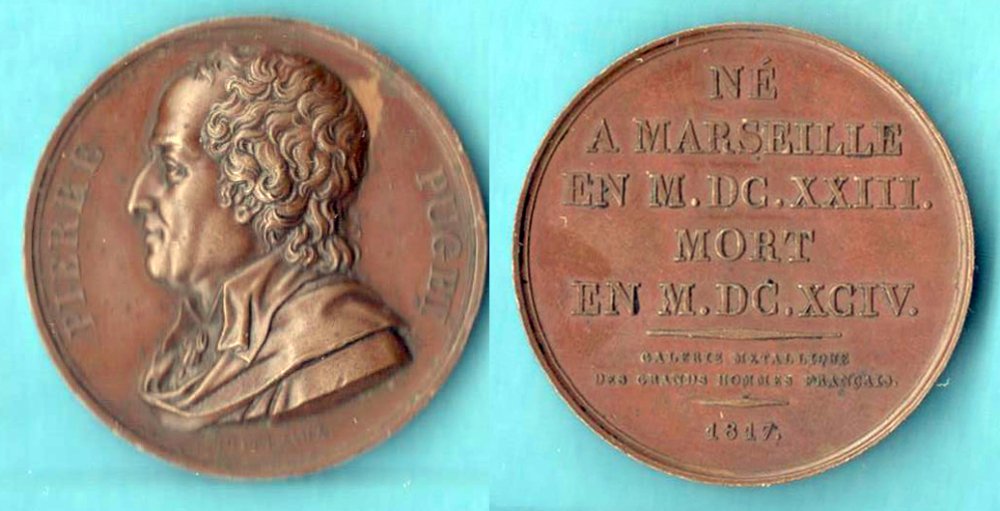 PIERRE
PUGET
NÉ
A MARSEILLE
EN M.DC.XXIII.
MORT
EN M.DC.XCIV.
GALERIE METALLIQUE
DES GRANDS HOMMES FRANÇAIS.
1817.